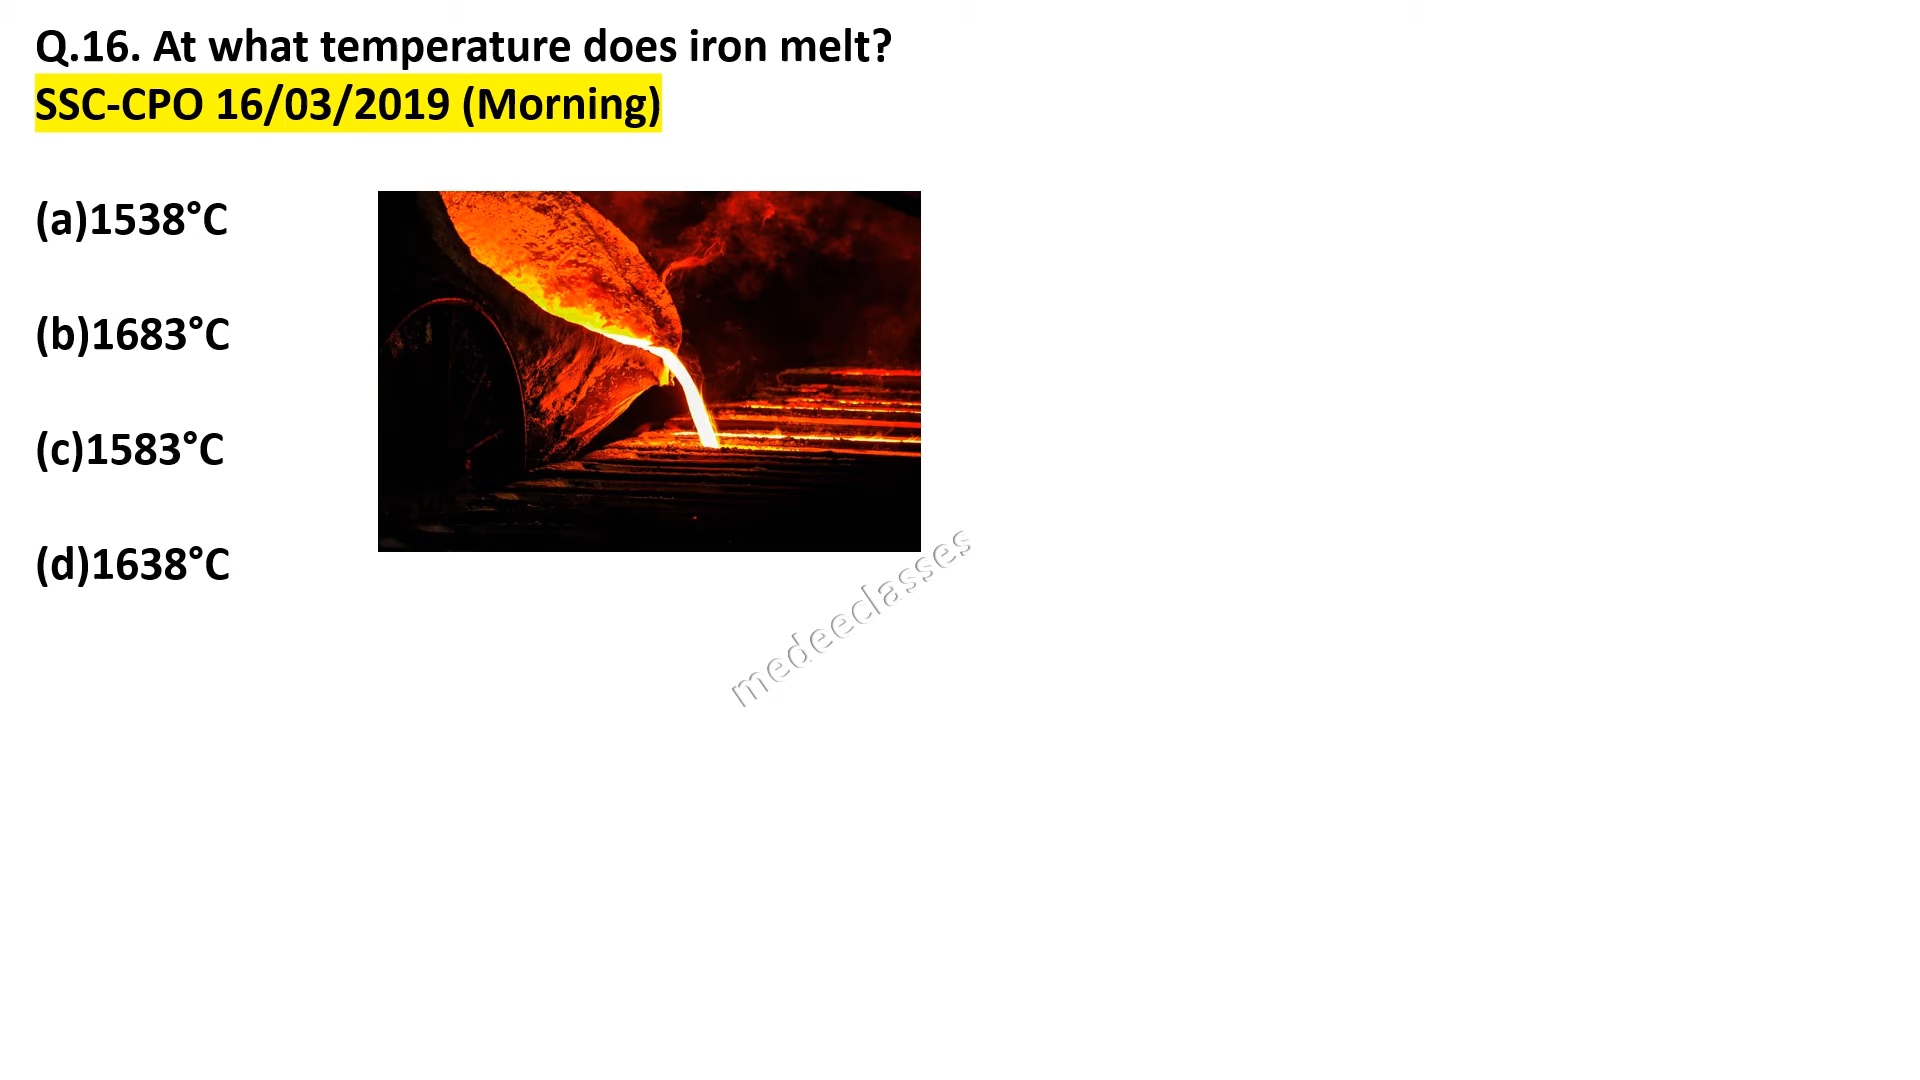 Q.16. At what temperature does iron melt?
SSC-CPO 16/03/2019 (Morning)
(a)1538°C
(b)1683°C
(c)1583°C
(d)1638°C
medeeclasses